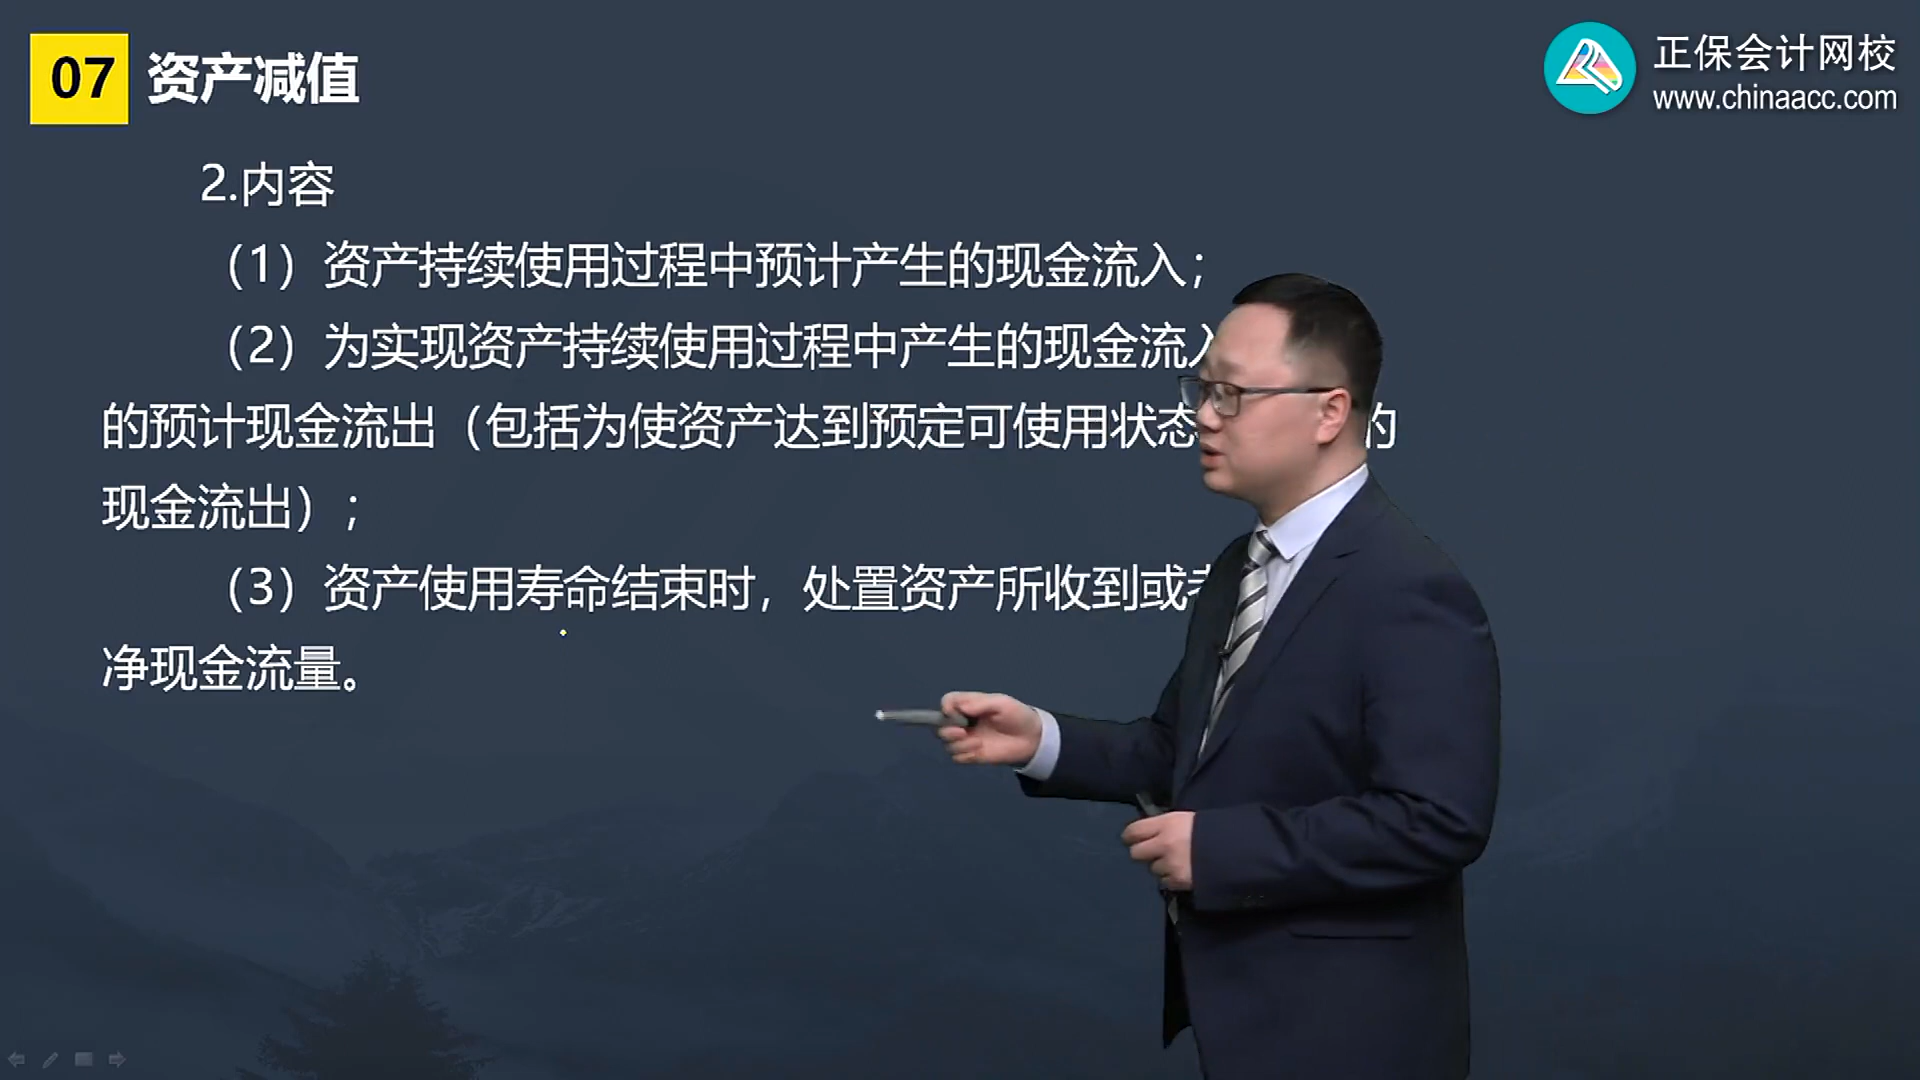 07 资产减值
正保会计网校
www.chinaacc.com
2.内容
（1）资产持续使用过程中预计产生的现金流入；
（2）为实现资产持续使用过程中产生的现金流入
的预计现金流出（包括为使资产达到预定可使用状态 的
现金流出）；
（3）资产使用寿命结束时，处置资产所收到或
净现金流量。